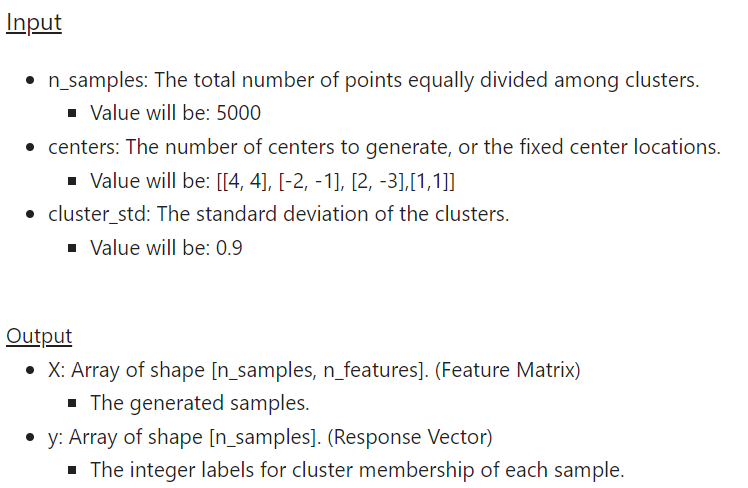 Input
• n_samples: The total number of points equally divided among clusters.
▪ Value will be: 5000
• centers: The number of centers to generate, or the fixed center locations.
▪ Value will be: [[4, 4], [-2, -1], [2, -3],[1,1]]
• cluster_std: The standard deviation of the clusters.
▪ Value will be: 0.9
Output
• X: Array of shape [n_samples, n_features]. (Feature Matrix)
▪ The generated samples.
• y: Array of shape [n_samples]. (Response Vector)
▪ The integer labels for cluster membership of each sample.